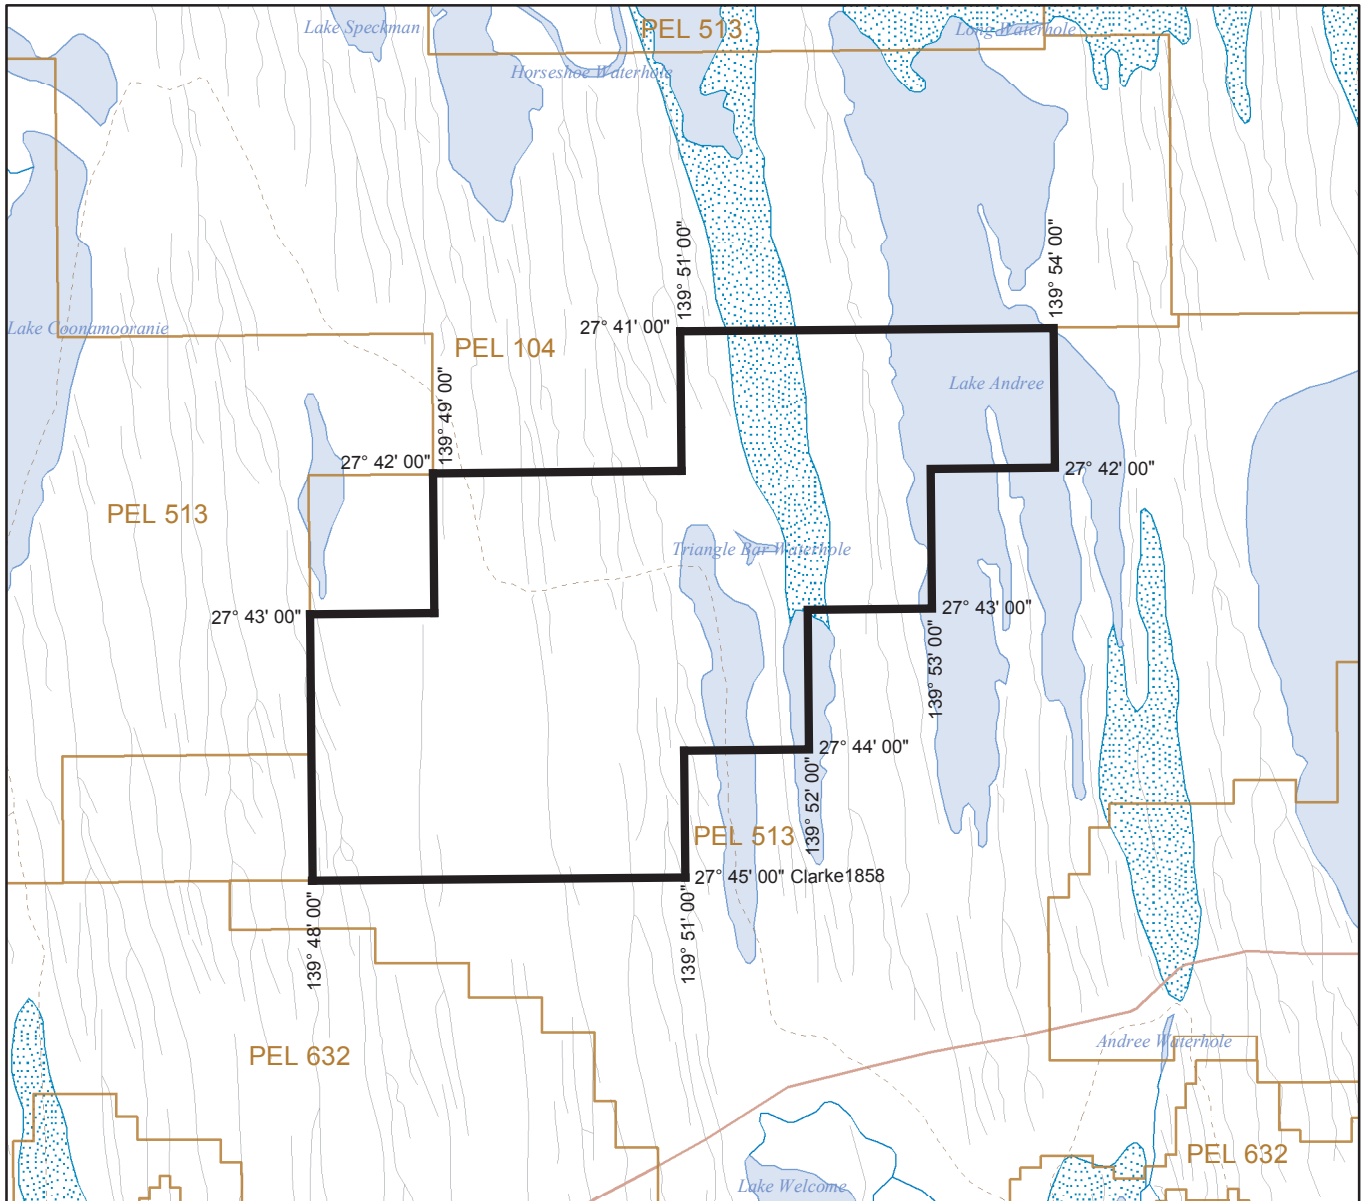 Lake Speckman
PEL 513
Long Waterhole
Horseshoe Waterhole
139° 51' 00"
139° 54' 00"
Lake Coonamooranie
27° 41' 00"
PEL 104
139° 49' 00"
Lake Andree
27° 42' 00"
27° 42' 00"
PEL 513
Triangle Bar Waterhole
27° 43' 00"
27° 43' 00"
139° 53' 00"
27° 44' 00"
139° 52' 00"
PEL 513
27° 45' 00" Clarke1858
139° 48' 00"
139° 51' 00"
PEL 632
Andree Waterhole
PEL 632
Lake Welcome